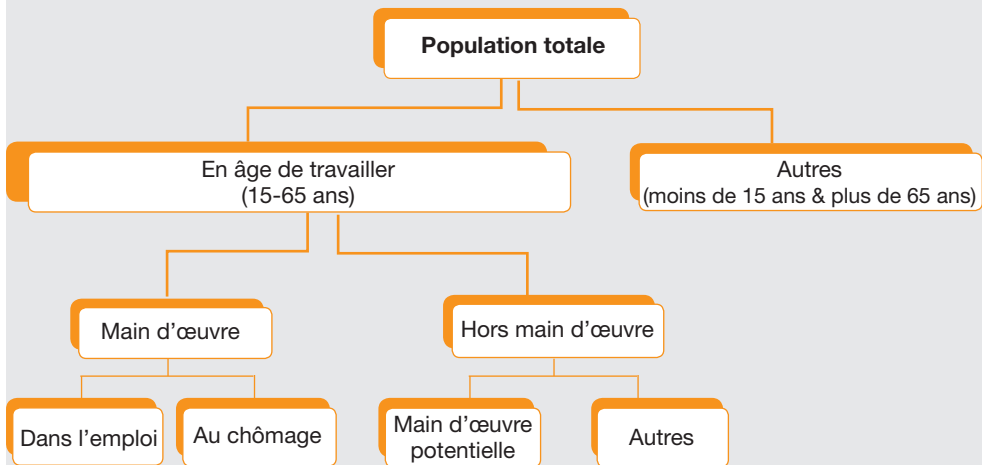 Population totale
En âge de travailler
(15-65 ans)
Autres
(moins de 15 ans & plus de 65 ans)
Main d'œuvre
Hors main d'œuvre
Dans l'emploi
Au chômage
Main d'œuvre
potentielle
Autres